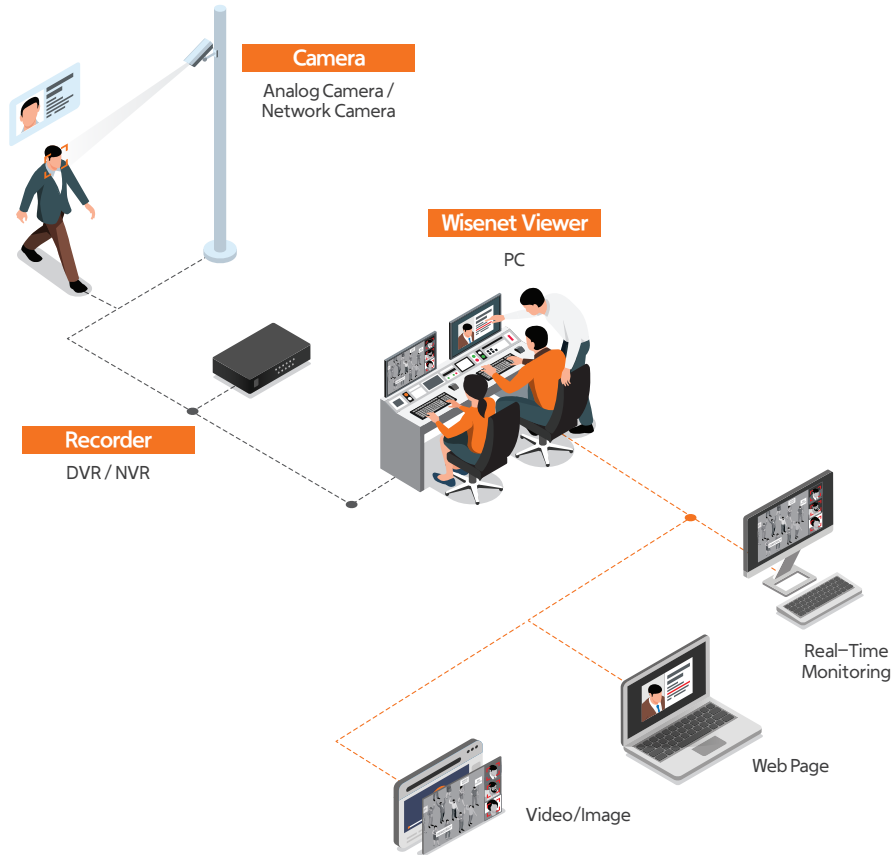 Camera
Analog Camera /
Network Camera
Wisenet Viewer
PC
Recorder
DVR / NVR
Real-Time
Monitoring
Web Page
Video/Image